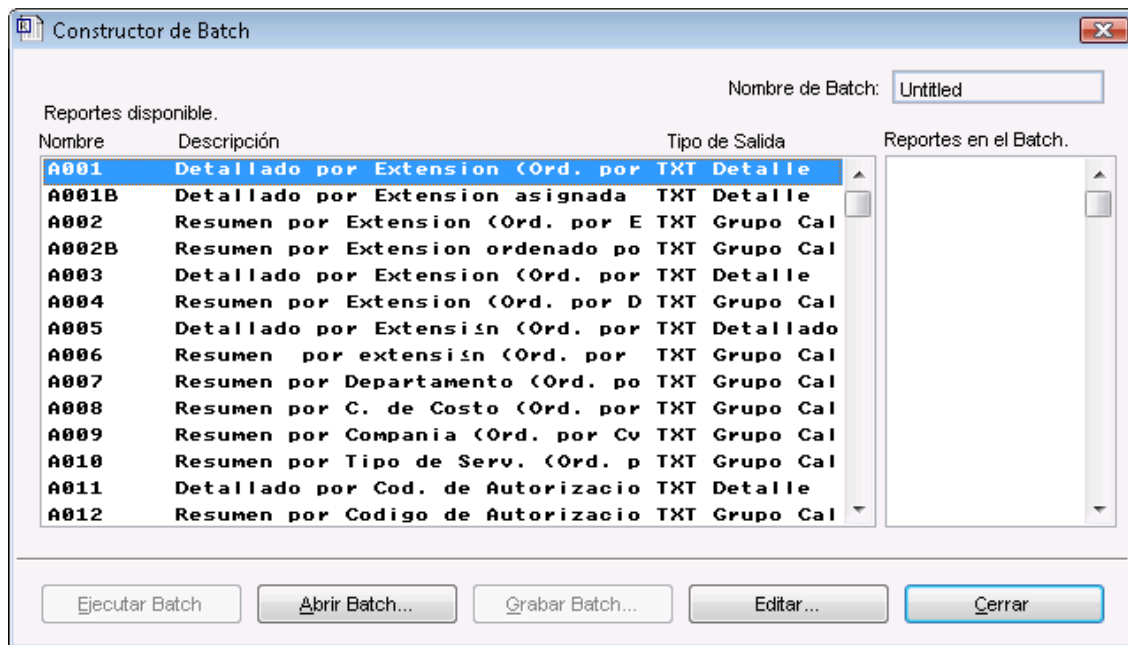 Constructor de Batch
Nombre de Batch: Untitled
Reportes disponible.
Nombre Descripción Tipo de Salida Reportes en el Batch.
A001 Detallado por Extension (Ord. por TXT Detalle
A001B Detallado por Extension asignada TXT Detalle
A002 Resumen por Extension (Ord. por E TXT Grupo Cal
A002B Resumen por Extension ordenado po TXT Grupo Cal
A003 Detallado por Extension (Ord. por TXT Detalle
A004 Resumen por Extension (Ord. por D TXT Grupo Cal
A005 Detallado por Extensi≤n (Ord. por TXT Detallado
A006 Resumen por extensi≤n (Ord. por TXT Grupo Cal
A007 Resumen por Departamento (Ord. po TXT Grupo Cal
A008 Resumen por C. de Costo (Ord. por TXT Grupo Cal
A009 Resumen por Compania (Ord. por Cv TXT Grupo Cal
A010 Resumen por Tipo de Serv. (Ord. p TXT Grupo Cal
A011 Detallado por Cod. de Autorizacio TXT Detalle
A012 Resumen por Codigo de Autorizacio TXT Grupo Cal
Ejecutar Batch Abrir Batch... Grabar Batch... Editar... Cerrar